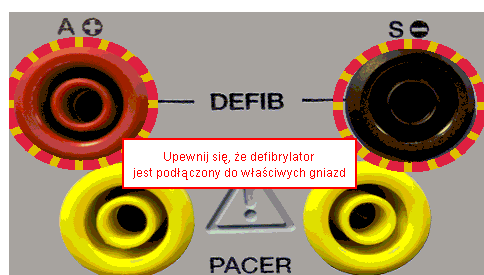 A + S -
DEFIB
Upewnij się, że defibrylator
jest podłączony do właściwych gniazd
PACER